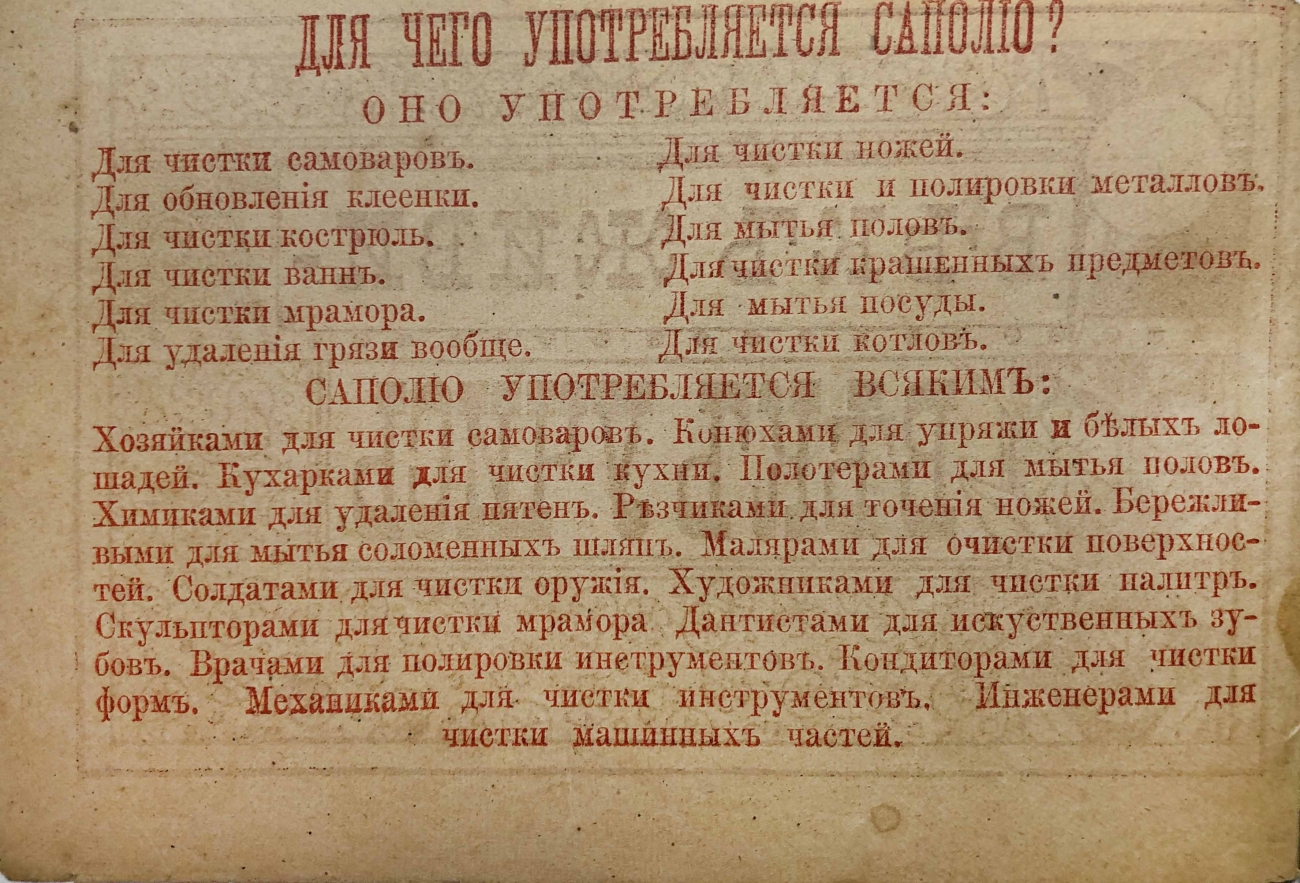 ДЛЯ ЧЕГО УПОТРЕБЛЯЕТСЯ САПОЛІО?
ОНО УПОТРЕБЛЯЕТСЯ:
Для чистки самоваровъ.
Для обновленія клеенки.
Для чистки кострюль.
Для чистки ваннъ.
Для чистки мрамора.
Для удаленія грязи вообще.
Для чистки ножей.
Для чистки и полировки металловъ.
Для мытья половъ.
Для чистки крашенныхъ предметовъ.
Для мытья посуды.
Для чистки котловъ.
САПОЛІО УПОТРЕБЛЯЕТСЯ ВСЯКИМЪ:
Хозяйками для чистки самоваровъ. Конюхами для упряжи и бѣлыхъ ло-
шадей. Кухарками для чистки кухни. Полотерами для мытья половъ.
Химиками для удаленія пятенъ. Рѣзчиками для точенія ножей. Бережли-
выми для мытья соломенныхъ шляпъ. Малярами для очистки поверхнос-
тей. Солдатами для чистки оружія. Художниками для чистки палитръ.
Скульпторами для чистки мрамора Дантистами для искуственныхъ зу-
бовъ. Врачами для полировки инструментовъ. Кондиторами для чистки
формъ. Механиками для чистки инструментовъ. Инженерами для
чистки машинныхъ частей.